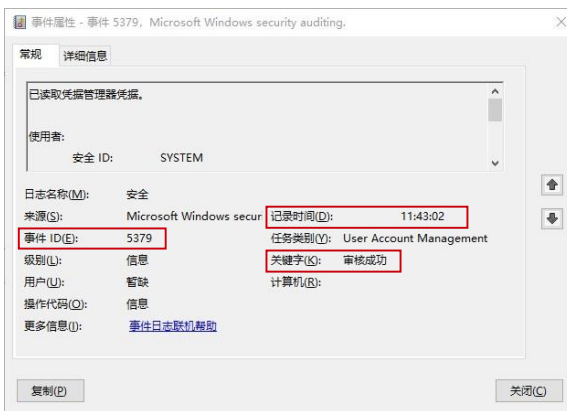 事件属性 - 事件 5379, Microsoft Windows security auditing.
常规 详细信息
已读取凭据管理器凭据。
使用者:
安全 ID: SYSTEM
日志名称(M): 安全
来源(S): Microsoft Windows secur 记录时间(D): 11:43:02
事件 ID(E): 5379 任务类别(Y): User Account Management
级别(L): 信息 关键字(K): 审核成功
用户(U): 暂缺 计算机(R):
操作代码(O): 信息
更多信息(I): 事件日志联机帮助
复制(P) 关闭(C)